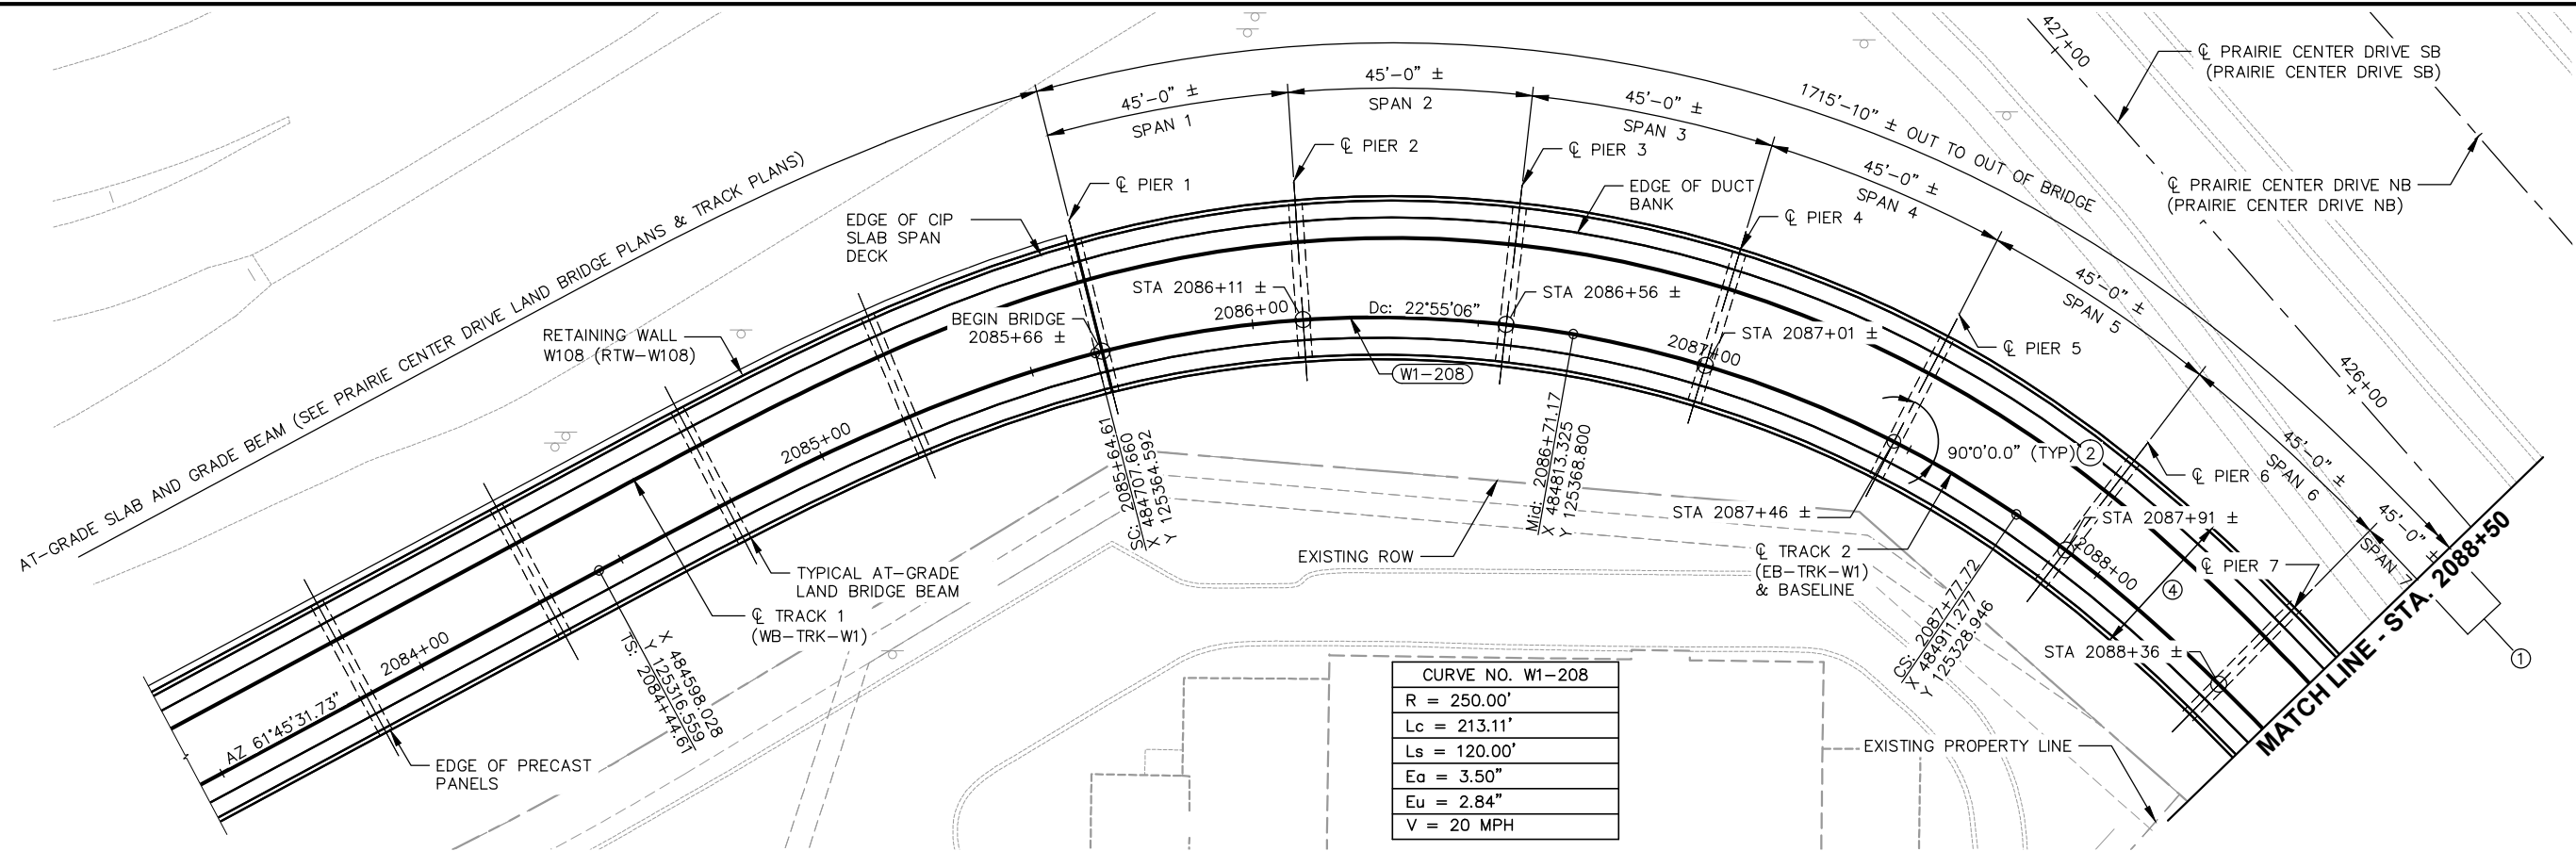 AT-GRADE SLAB AND GRADE BEAM (SEE PRAIRIE CENTER DRIVE LAND BRIDGE PLANS & TRACK PLANS)
1715'-10" ± OUT TO OUT OF BRIDGE
45'-0" ±
SPAN 1
45'-0" ±
SPAN 2
45'-0" ±
SPAN 3
45'-0" ±
SPAN 4
45'-0" ±
SPAN 5
45'-0" ±
SPAN 6
45'-0" ±
SPAN 7
427+00
426+00
℄ PRAIRIE CENTER DRIVE SB
(PRAIRIE CENTER DRIVE SB)
℄ PRAIRIE CENTER DRIVE NB
(PRAIRIE CENTER DRIVE NB)
℄ PIER 1
℄ PIER 2
℄ PIER 3
℄ PIER 4
℄ PIER 5
℄ PIER 6
℄ PIER 7
EDGE OF DUCT
BANK
EDGE OF CIP
SLAB SPAN
DECK
RETAINING WALL
W108 (RTW-W108)
BEGIN BRIDGE
2085+66 ±
STA 2086+11 ±
2086+00
Dc: 22°55'06"
STA 2086+56 ±
STA 2087+01 ±
2087+00
W1-208
90°0'0.0" (TYP) 2
STA 2087+46 ±
STA 2087+91 ±
2088+00
4
STA 2088+36 ±
1
MATCH LINE - STA. 2088+50
2085+00
2084+00
AZ 61°45'31.73"
SC: 2085+64.61
X 484707.660
Y 125364.592
Mid: 2086+71.17
X 484813.325
Y 125368.800
CS: 2087+77.72
X 484911.277
Y 125328.946
X 484598.028
Y 125316.559
TS: 2084+44.61
EXISTING ROW
℄ TRACK 2
(EB-TRK-W1)
& BASELINE
TYPICAL AT-GRADE
LAND BRIDGE BEAM
℄ TRACK 1
(WB-TRK-W1)
EDGE OF PRECAST
PANELS
EXISTING PROPERTY LINE
CURVE NO. W1-208
R = 250.00'
Lc = 213.11'
Ls = 120.00'
Ea = 3.50"
Eu = 2.84"
V = 20 MPH